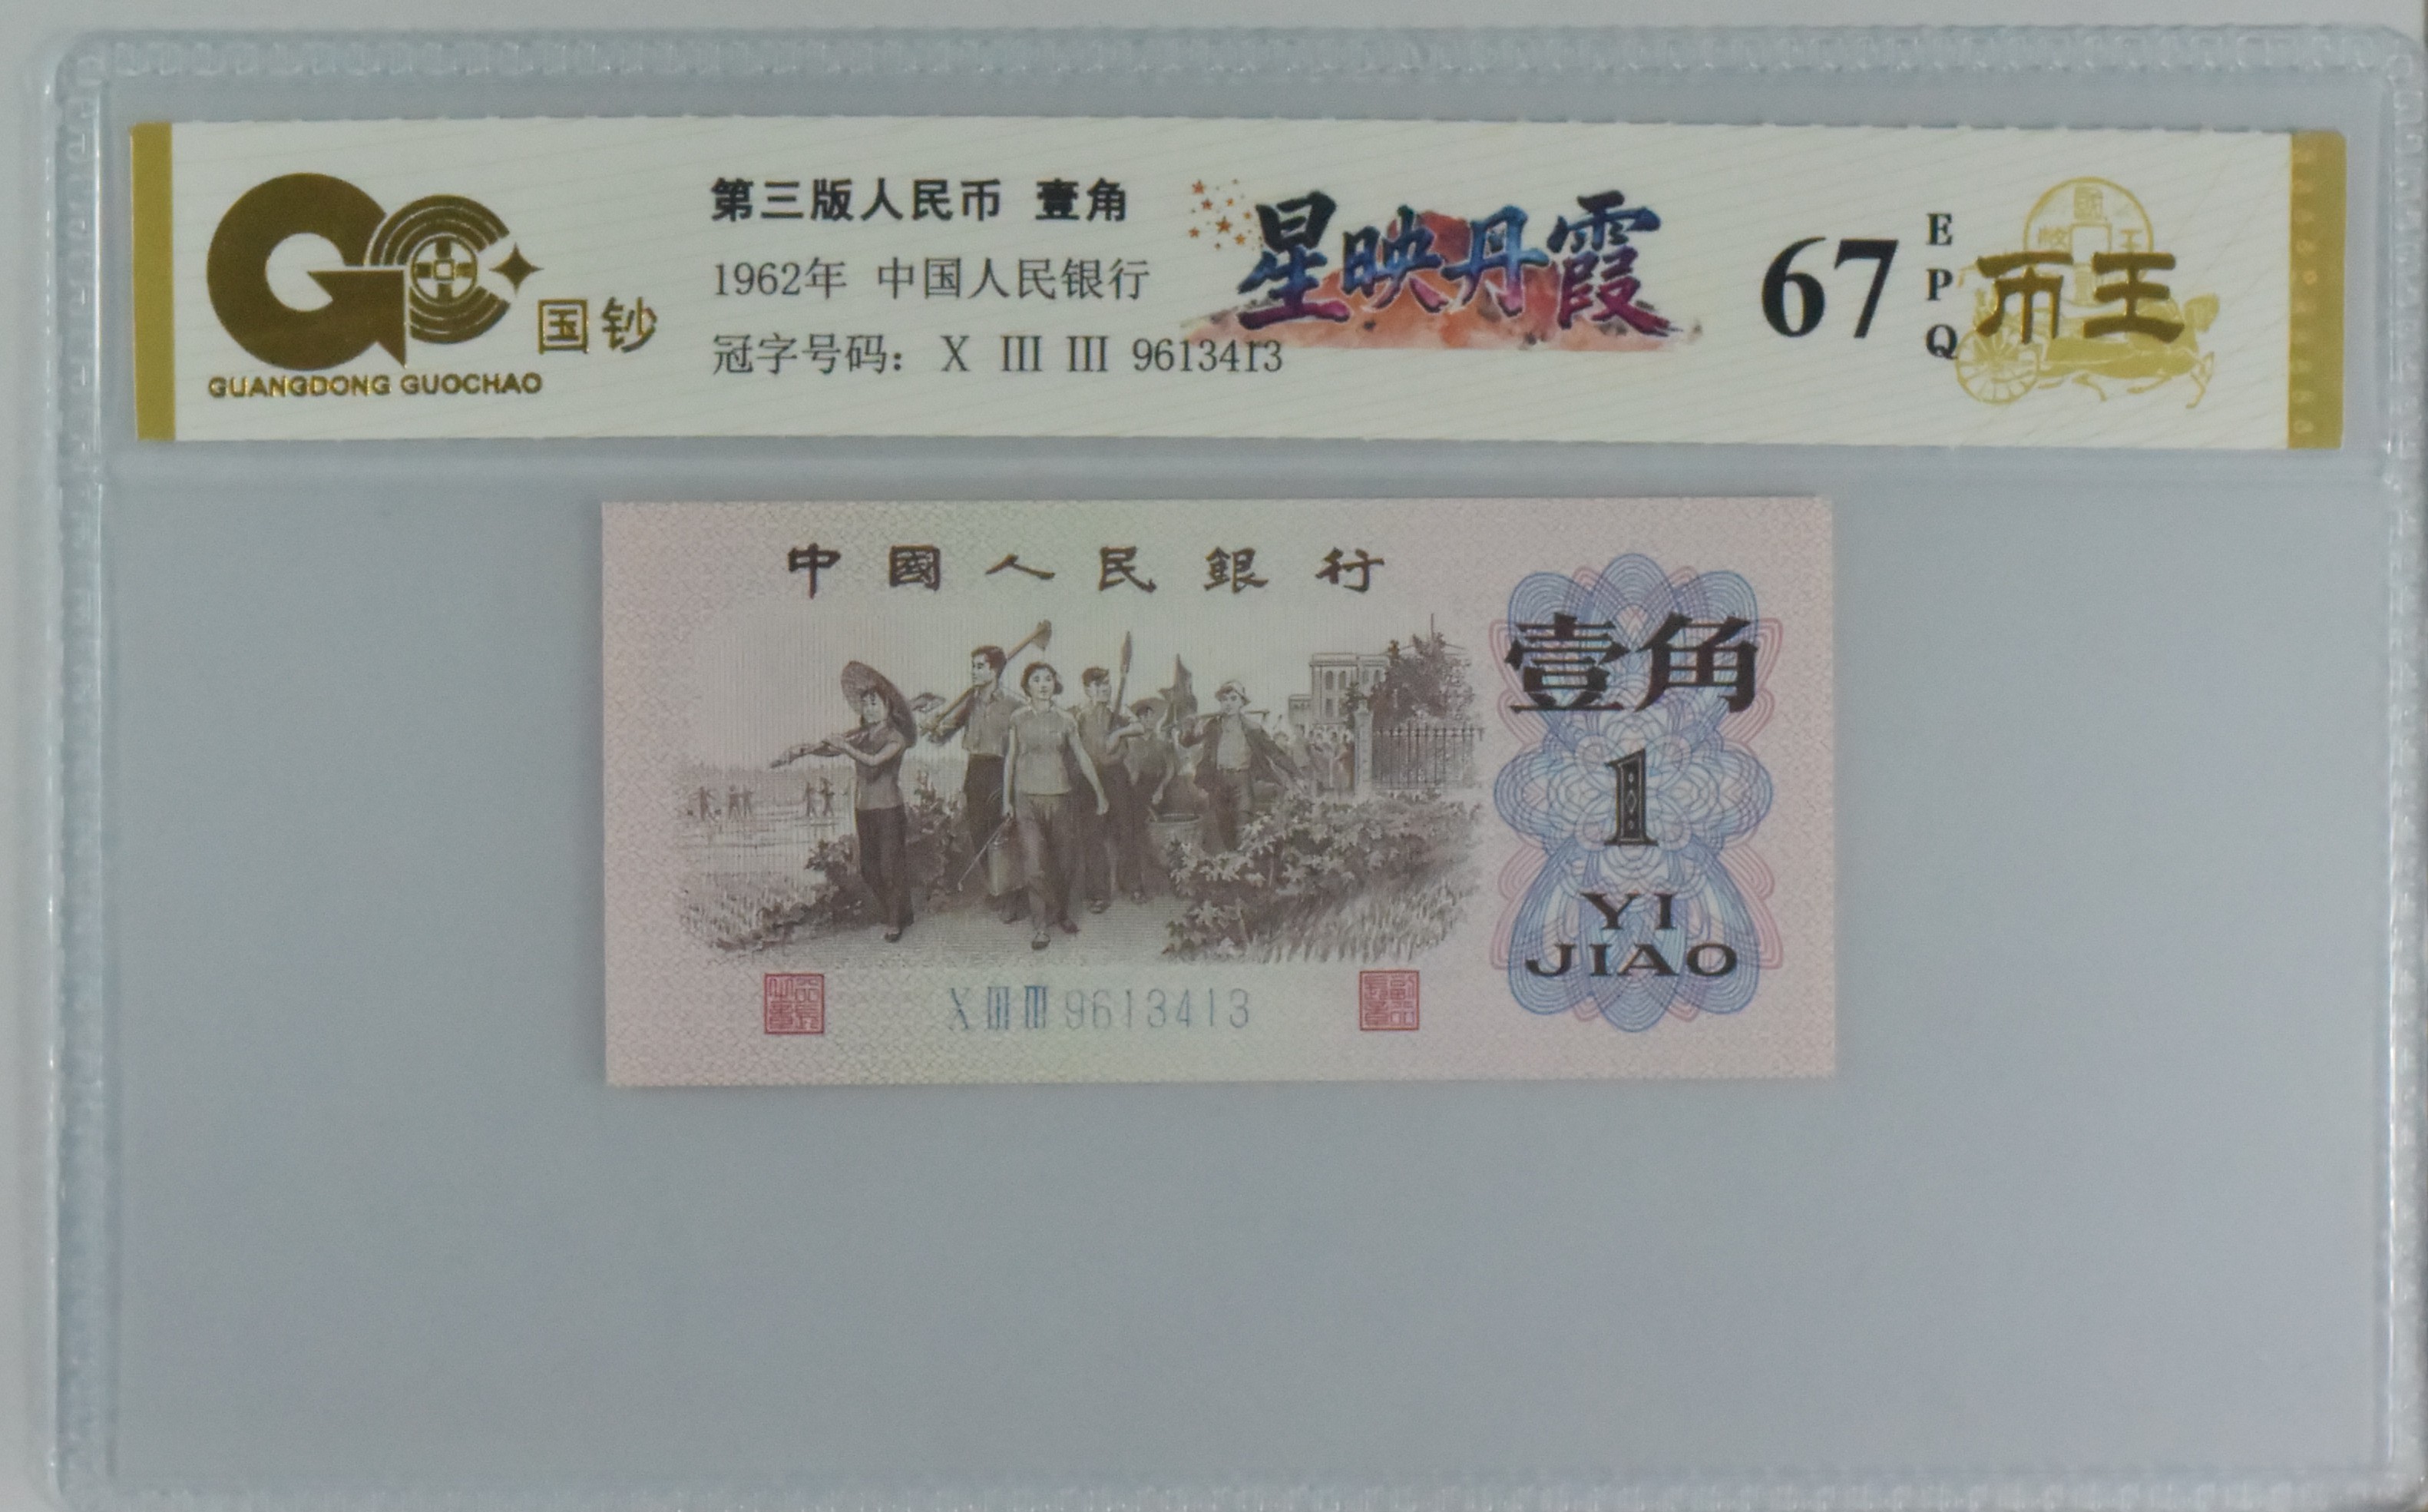 国钞
GUANGDONG GUOCHAO
第三版人民币 壹角
1962年 中国人民银行
冠字号码： X III III 9613413
星映丹霞
67
E
P
Q
币王
中國人民銀行
壹角
1
YI
JIAO
X III III 9613413